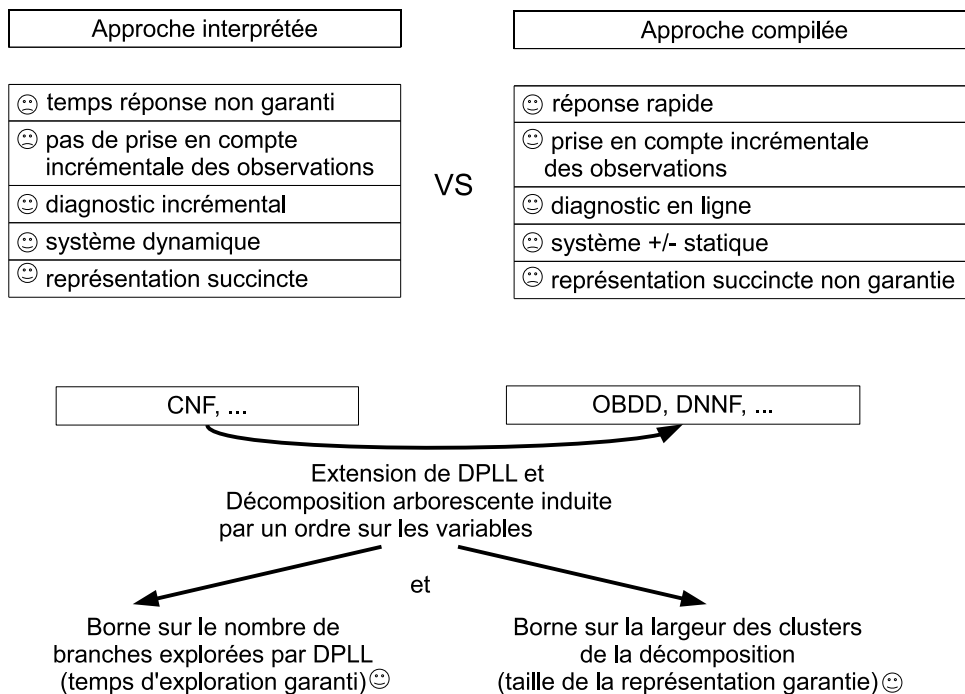 Approche interprétée
temps réponse non garanti
pas de prise en compte
incrémentale des observations
diagnostic incrémental
système dynamique
représentation succincte
VS
Approche compilée
réponse rapide
prise en compte incrémentale
des observations
diagnostic en ligne
système +/- statique
représentation succincte non garantie
CNF, ...
OBDD, DNNF, ...
Extension de DPLL et
Décomposition arborescente induite
par un ordre sur les variables
et
Borne sur le nombre de
branches explorées par DPLL
(temps d'exploration garanti)
Borne sur la largeur des clusters
de la décomposition
(taille de la représentation garantie)